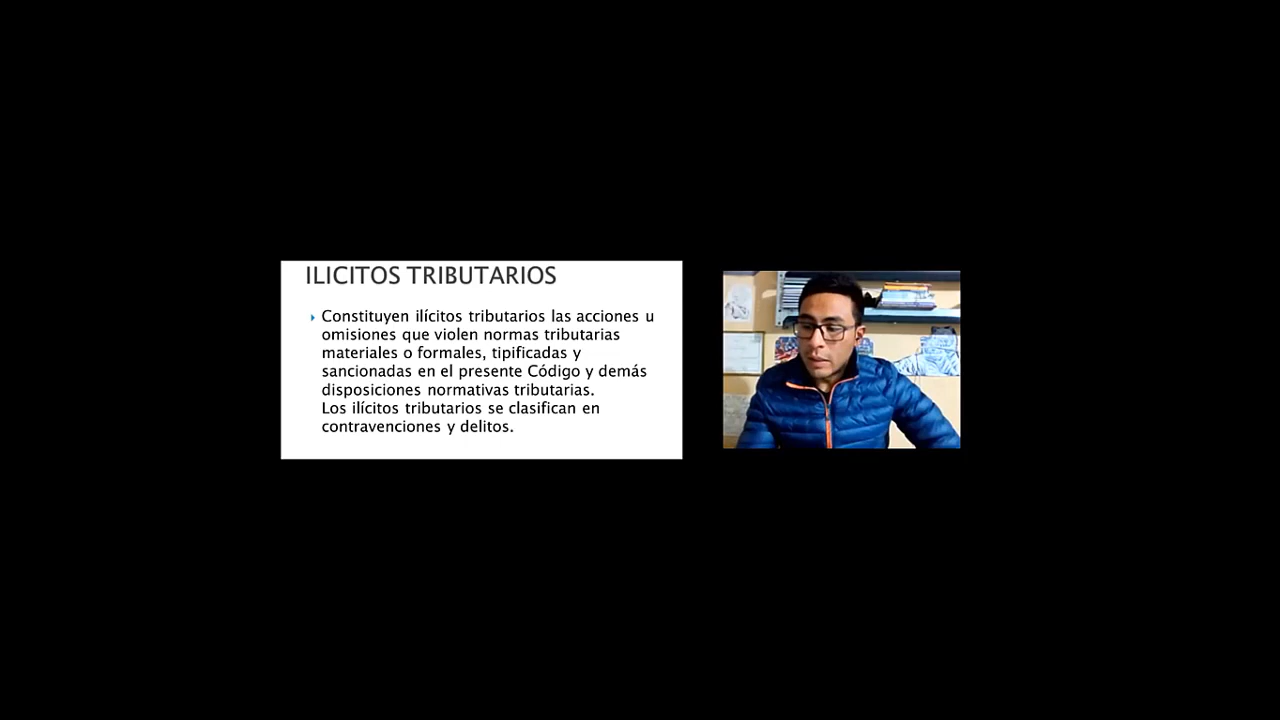 ILICITOS TRIBUTARIOS
Constituyen ilícitos tributarios las acciones u
omisiones que violen normas tributarias
materiales o formales, tipificadas y
sancionadas en el presente Código y demás
disposiciones normativas tributarias.
Los ilícitos tributarios se clasifican en
contravenciones y delitos.